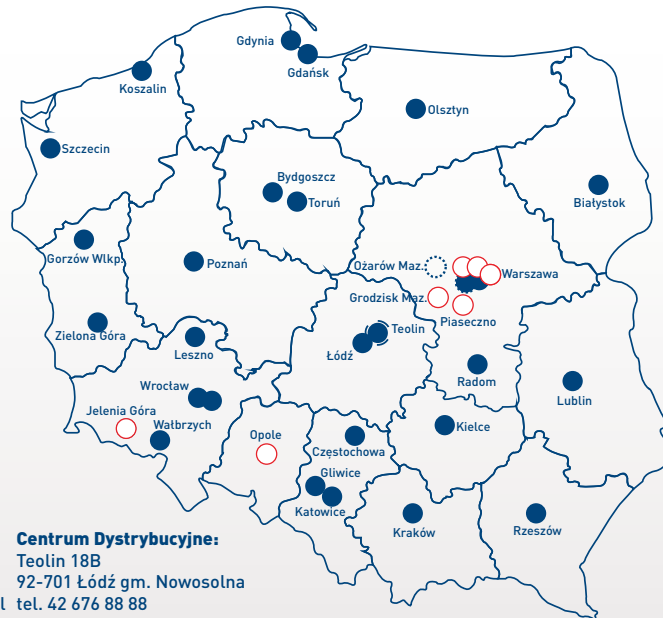 Gdynia
Gdańsk
Koszalin
Olsztyn
Szczecin
Bydgoszcz
Toruń
Białystok
Gorzów Wlkp.
Poznań
Ożarów Maz.
Warszawa
Grodzisk Maz.
Piaseczno
Zielona Góra
Leszno
Teolin
Łódź
Radom
Lublin
Wrocław
Jelenia Góra
Wałbrzych
Opole
Częstochowa
Kielce
Gliwice
Katowice
Kraków
Rzeszów
Centrum Dystrybucyjne:
Teolin 18B
92-701 Łódź gm. Nowosolna
l tel. 42 676 88 88